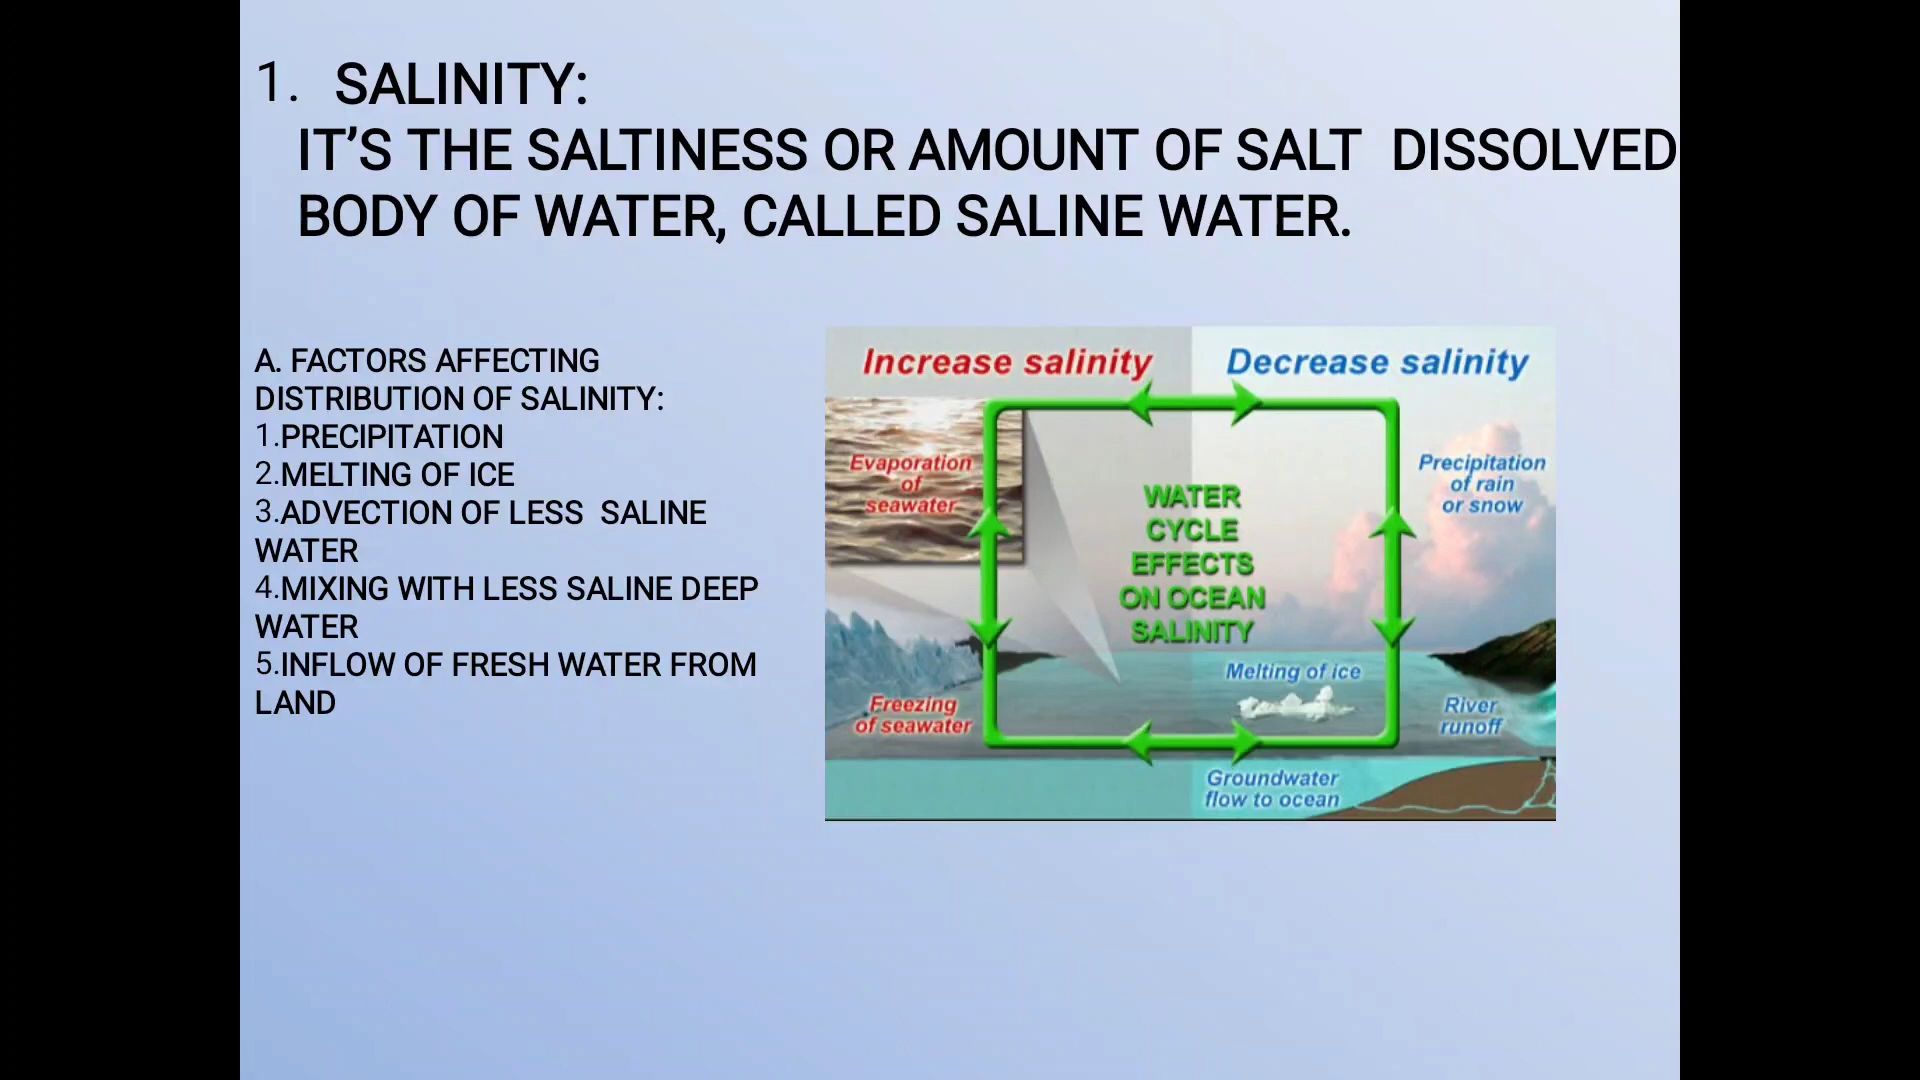 1. SALINITY:
IT’S THE SALTINESS OR AMOUNT OF SALT DISSOLVED
BODY OF WATER, CALLED SALINE WATER.
A. FACTORS AFFECTING
DISTRIBUTION OF SALINITY:
1.PRECIPITATION
2.MELTING OF ICE
3.ADVECTION OF LESS SALINE
WATER
4.MIXING WITH LESS SALINE DEEP
WATER
5.INFLOW OF FRESH WATER FROM
LAND
Increase salinity
Decrease salinity
Evaporation
of
seawater
Precipitation
of rain
or snow
WATER
CYCLE
EFFECTS
ON OCEAN
SALINITY
Melting of ice
Freezing
of seawater
River
runoff
Groundwater
flow to ocean